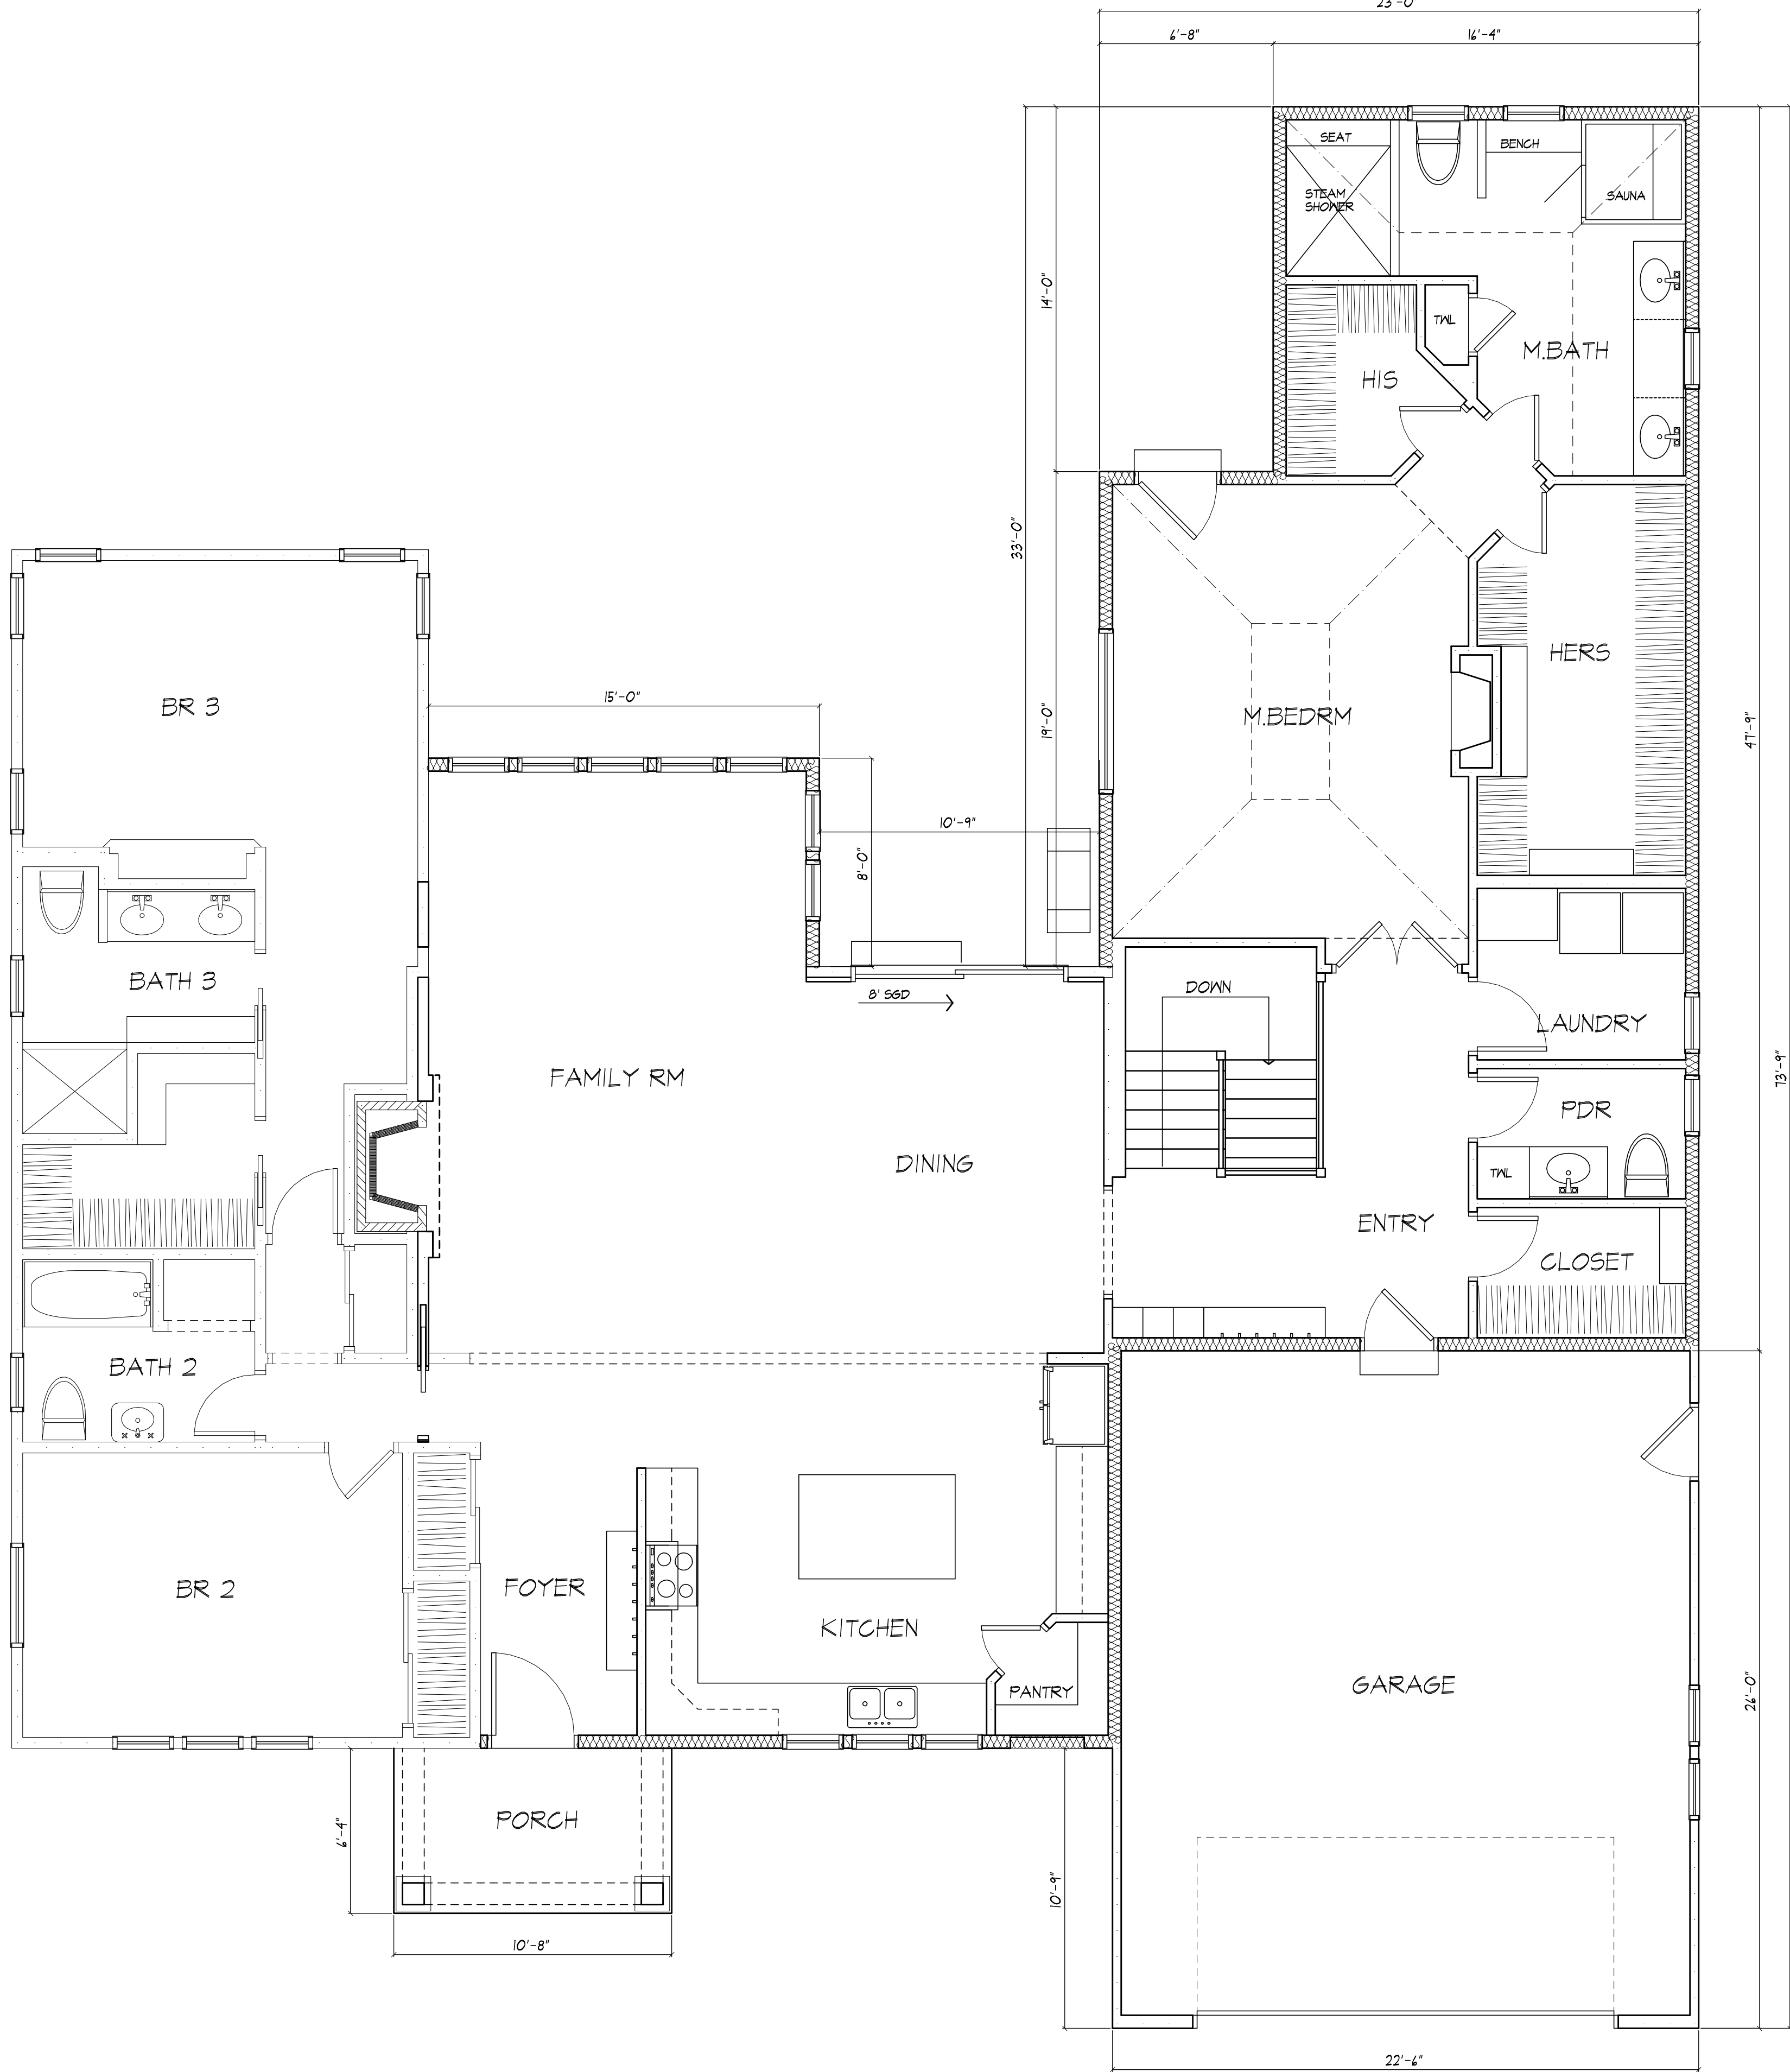 23'-0"
6'-8"
16'-4"
SEAT
BENCH
STEAM
SHOWER
SAUNA
14'-0"
TWL
M.BATH
HIS
33'-0"
HERS
BR 3
15'-0"
19'-0"
M.BEDRM
47'-9"
10'-9"
8'-0"
BATH 3
DOWN
8' SGD
LAUNDRY
FAMILY RM
73'-9"
PDR
DINING
TWL
ENTRY
CLOSET
BATH 2
BR 2
FOYER
KITCHEN
GARAGE
PANTRY
26'-0"
PORCH
6'-4"
10'-9"
10'-8"
22'-6"